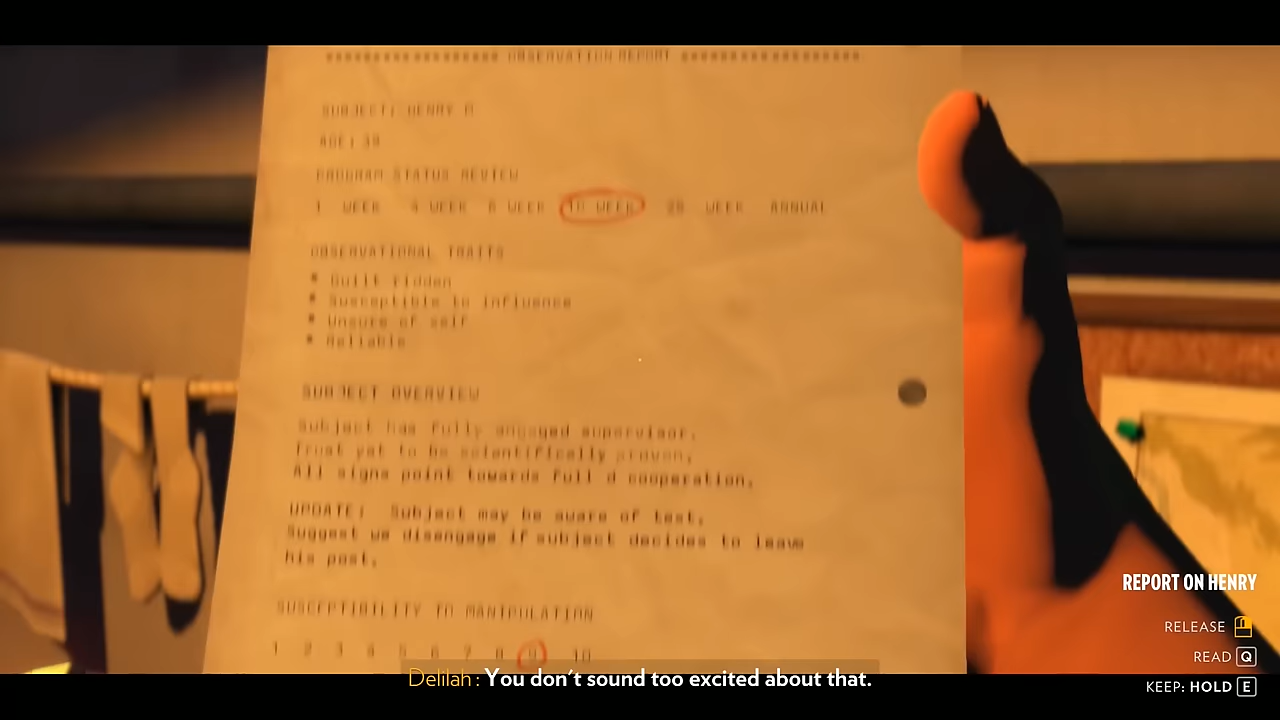 ****************** OBSERVATION REPORT ******************
SUBJECT: HENRY
AGE: 39
PROGRAM STATUS REVIEW
1 WEEK 4 WEEK 8 WEEK WEEK WEEK ANNUAL
OBSERVATIONAL TRAITS
* Guilt ridden
* Susceptible to influence
* Unsure of self
* Reliable
SUBJECT OVERVIEW
Subject has fully engaged supervisor.
Trust yet to be scientifically proven.
All signs point towards full d cooperation.
UPDATE: Subject may be aware of test.
Suggest we disengage if subject decides to leave
his post.
SUSCEPTIBILITY TO MANIPULATION
1 2 3 4 5 6 7 8 9 10
REPORT ON HENRY
RELEASE
READ Q
KEEP: HOLD E
Delilah : You don't sound too excited about that.